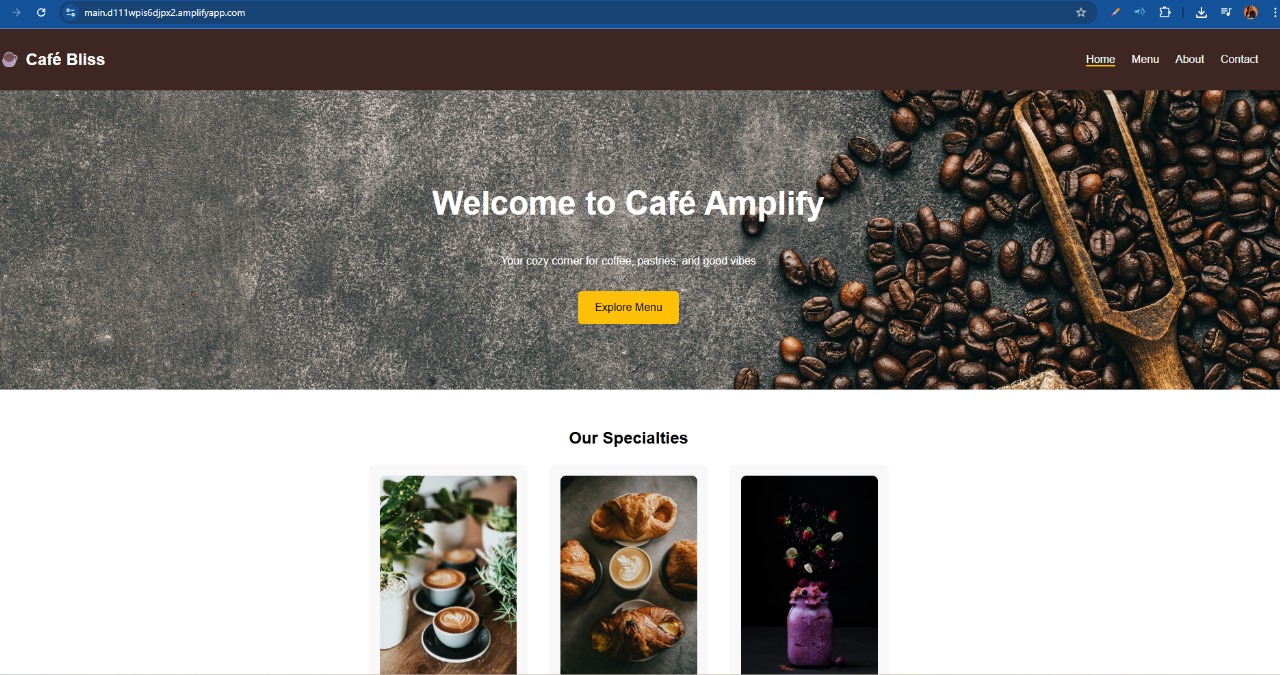 main.d111wpis6djpx2.amplifyapp.com
Café Bliss
Home Menu About Contact
Welcome to Café Amplify
Your cozy corner for coffee, pastries, and good vibes
Explore Menu
Our Specialties